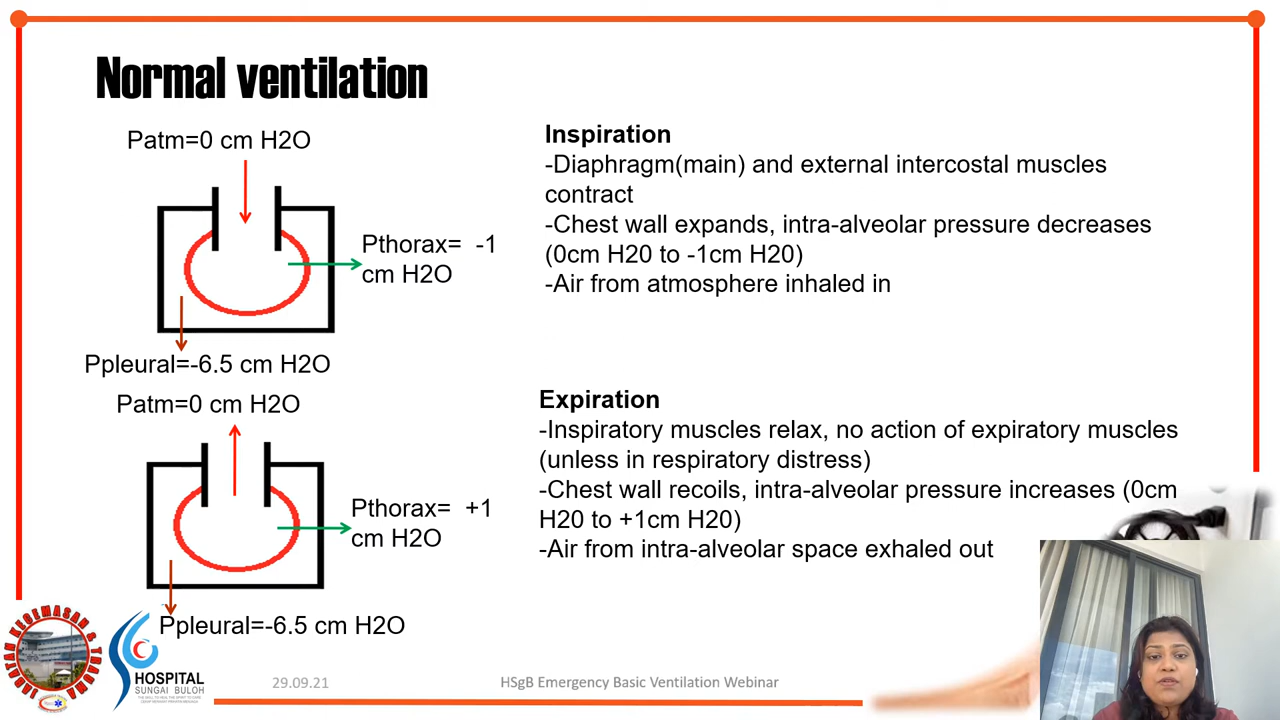 Normal ventilation
Patm=0 cm H2O
Pthorax= -1
cm H2O
Ppleural=-6.5 cm H2O
Inspiration
-Diaphragm(main) and external intercostal muscles
contract
-Chest wall expands, intra-alveolar pressure decreases
(0cm H20 to -1cm H20)
-Air from atmosphere inhaled in
Patm=0 cm H2O
Pthorax= +1
cm H2O
Ppleural=-6.5 cm H2O
Expiration
-Inspiratory muscles relax, no action of expiratory muscles
(unless in respiratory distress)
-Chest wall recoils, intra-alveolar pressure increases (0cm
H20 to +1cm H20)
-Air from intra-alveolar space exhaled out
JABATAN KECEMASAN & TRAUMA
HOSPITAL
SUNGAI BULOH
29.09.21
HSgB Emergency Basic Ventilation Webinar